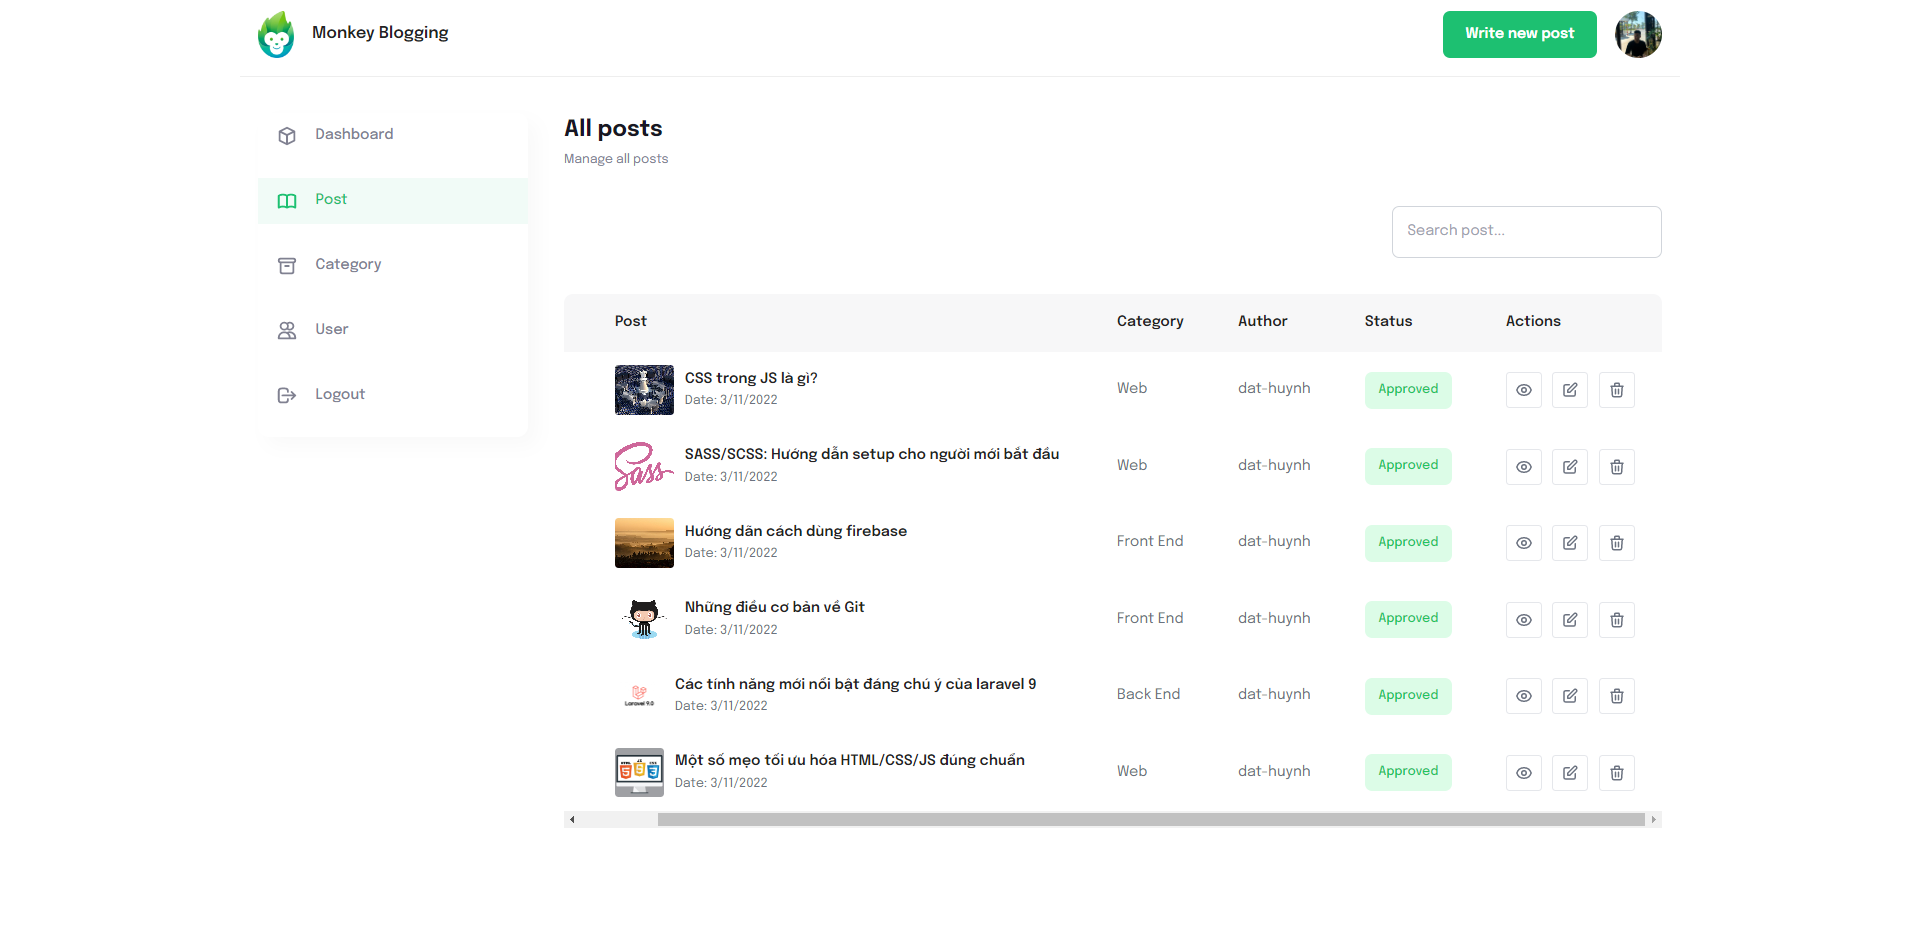 Monkey Blogging
Write new post
Dashboard
Post
Category
User
Logout
All posts
Manage all posts
Search post...
Post Category Author Status Actions
CSS trong JS là gì?
Date: 3/11/2022
Web dat-huynh Approved
SASS/SCSS: Hướng dẫn setup cho người mới bắt đầu
Date: 3/11/2022
Web dat-huynh Approved
Hướng dẫn cách dùng firebase
Date: 3/11/2022
Front End dat-huynh Approved
Những điều cơ bản về Git
Date: 3/11/2022
Front End dat-huynh Approved
Các tính năng mới nổi bật đáng chú ý của laravel 9
Date: 3/11/2022
Back End dat-huynh Approved
Một số mẹo tối ưu hóa HTML/CSS/JS đúng chuẩn
Date: 3/11/2022
Web dat-huynh Approved
Sass
Laravel 9.0